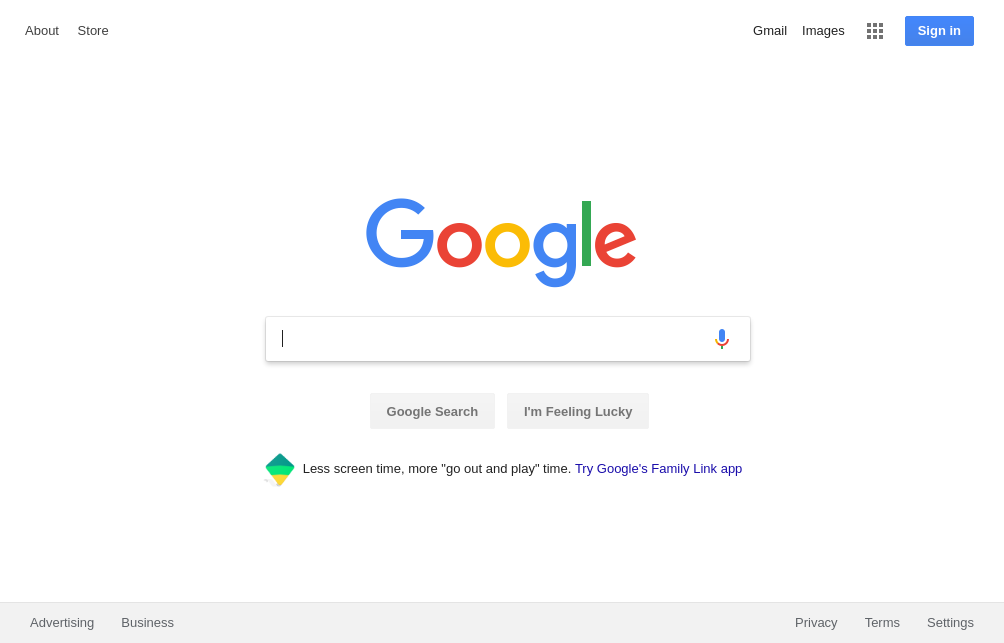 About Store Gmail Images Sign in
Google
Google Search I'm Feeling Lucky
Less screen time, more "go out and play" time. Try Google's Family Link app
Advertising Business Privacy Terms Settings